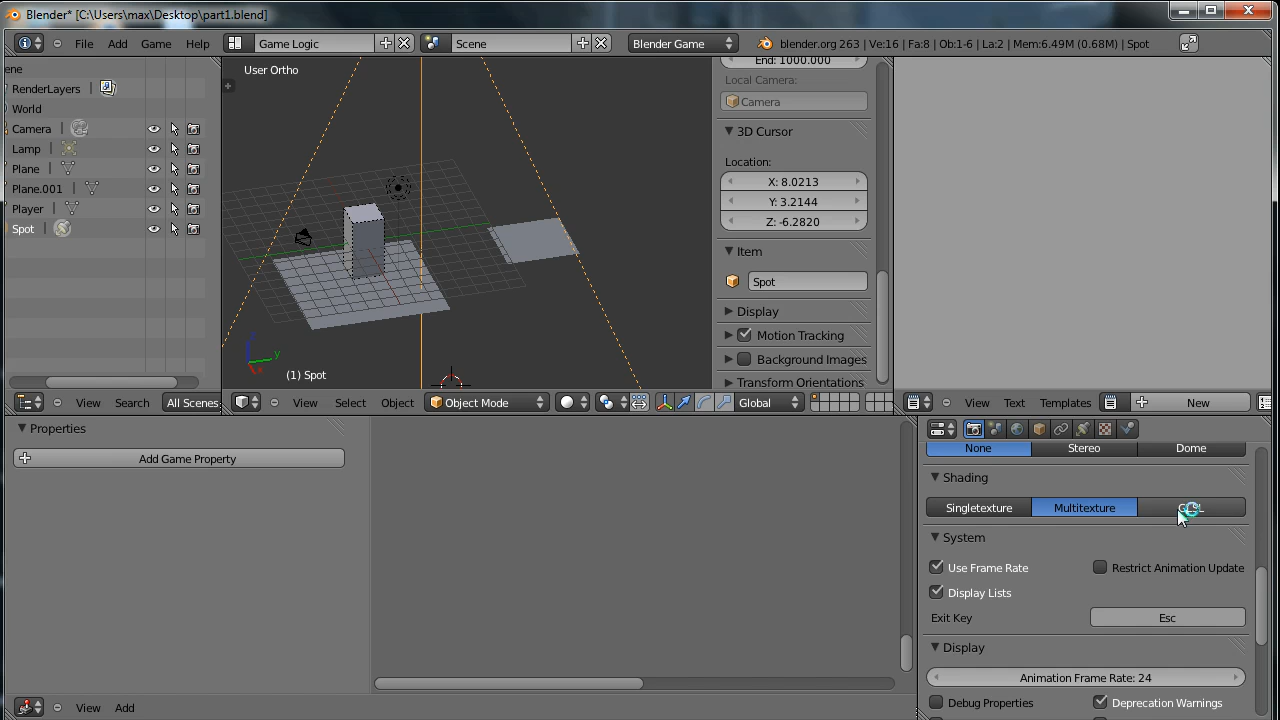 Blender* [C:\Users\max\Desktop\part1.blend]
File Add Game Help Game Logic Scene Blender Game blender.org 263 | Ve:16 | Fa:8 | Ob:1-6 | La:2 | Mem:6.49M (0.68M) | Spot
ene
RenderLayers |
World
Camera |
Lamp |
Plane |
Plane.001 |
Player |
Spot |
View Search All Scenes
User Ortho
y
x
(1) Spot
View Select Object Object Mode Global
End: 1000.000
Local Camera:
Camera
3D Cursor
Location:
X: 8.0213
Y: 3.2144
Z: -6.2820
Item
Spot
Display
Motion Tracking
Background Images
Transform Orientations
View Text Templates New
Properties
Add Game Property
View Add
None Stereo Dome
Shading
Singletexture Multitexture
System
Use Frame Rate Restrict Animation Update
Display Lists
Exit Key Esc
Display
Animation Frame Rate: 24
Debug Properties Deprecation Warnings